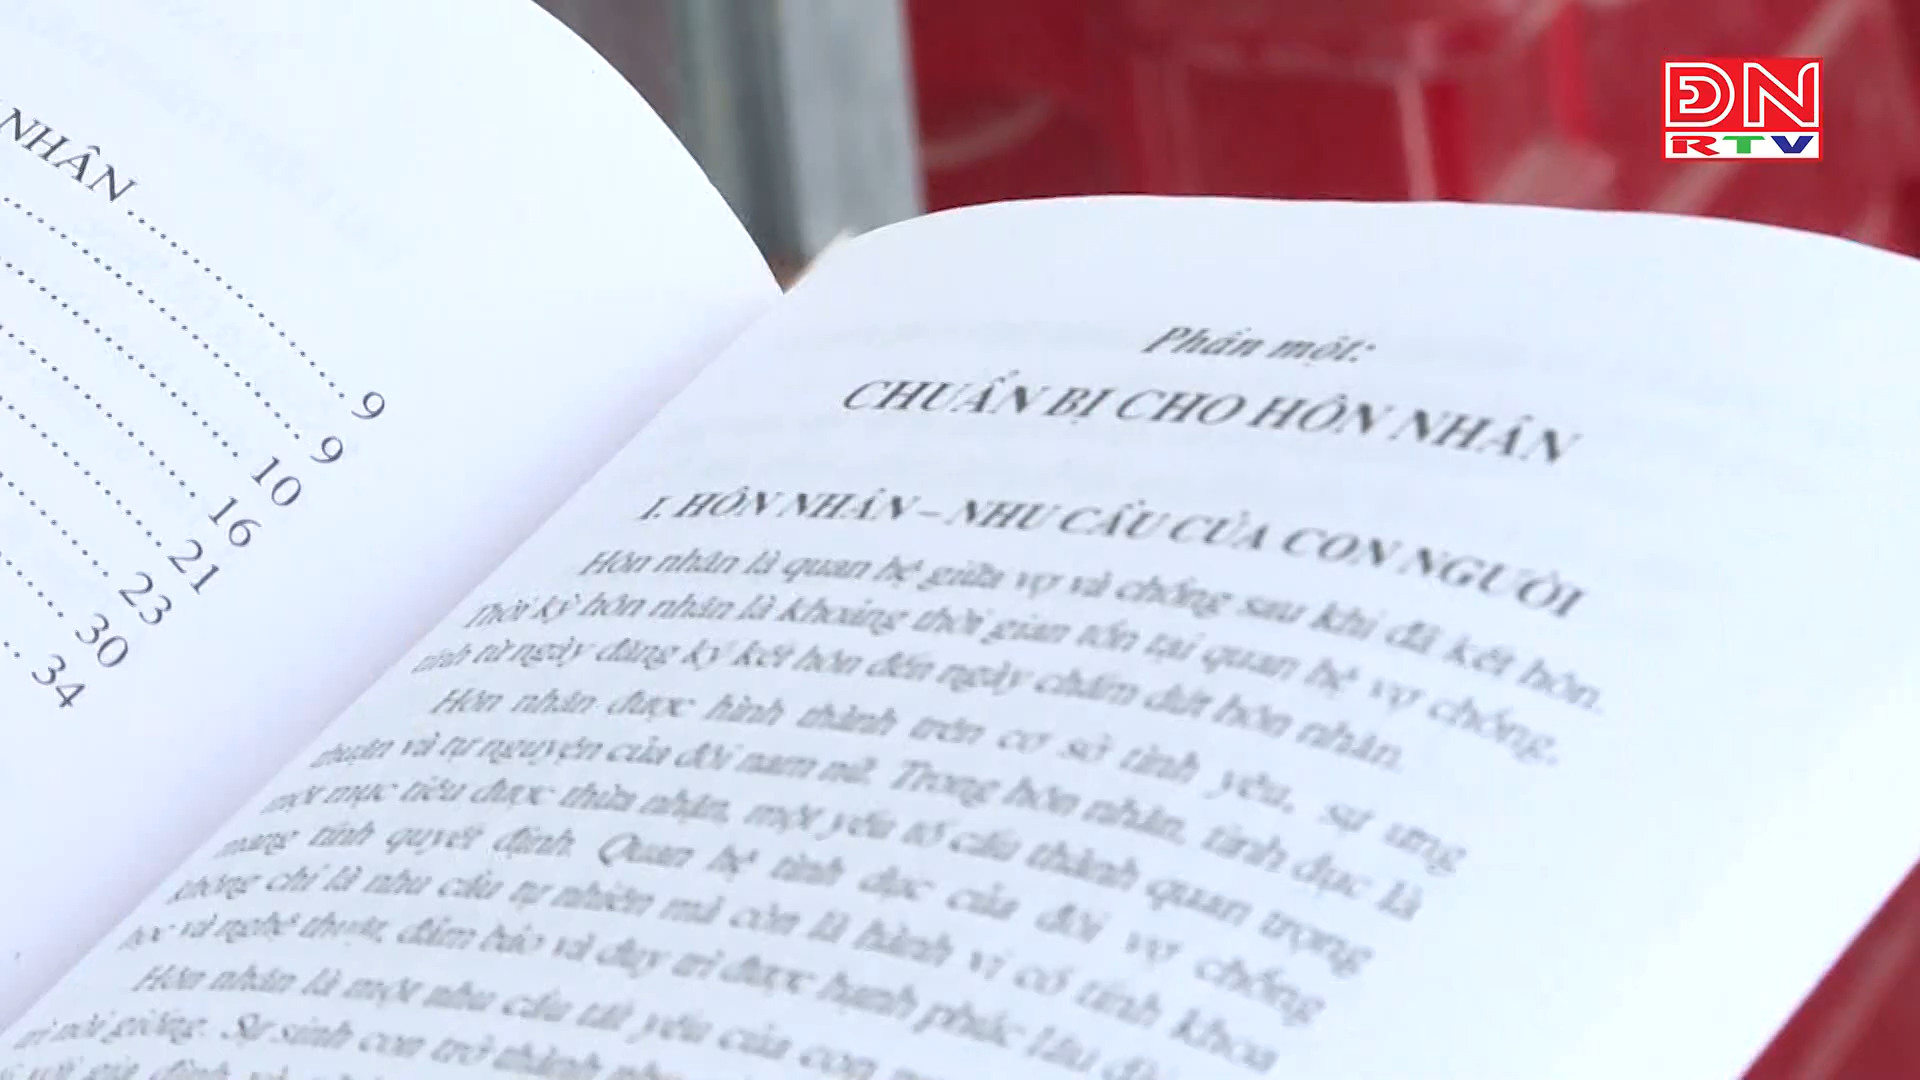 NHÂN
9
9
10
16
21
23
30
34
ĐN
RTV
Phần một:
CHUẨN BỊ CHO HÔN NHÂN
I. HÔN NHÂN – NHU CẦU CỦA CON NGƯỜI
Hôn nhân là quan hệ giữa vợ và chồng sau khi đã kết hôn.
Thời kỳ hôn nhân là khoảng thời gian tồn tại quan hệ vợ chồng,
tính từ ngày đăng ký kết hôn đến ngày chấm dứt hôn nhân.
Hôn nhân được hình thành trên cơ sở tình yêu, sự ưng
thuận và tự nguyện của đôi nam nữ. Trong hôn nhân, tình dục là
một mục tiêu được thừa nhận, một yếu tố cấu thành quan trọng
mang tính quyết định. Quan hệ tình dục của đôi vợ chồng
không chỉ là nhu cầu tự nhiên mà còn là hành vi có tính khoa
học và nghệ thuật, đảm bảo và duy trì được hạnh phúc lâu
Hôn nhân là một nhu cầu tất yếu của con
trì nòi giống. Sự sinh con trở thành